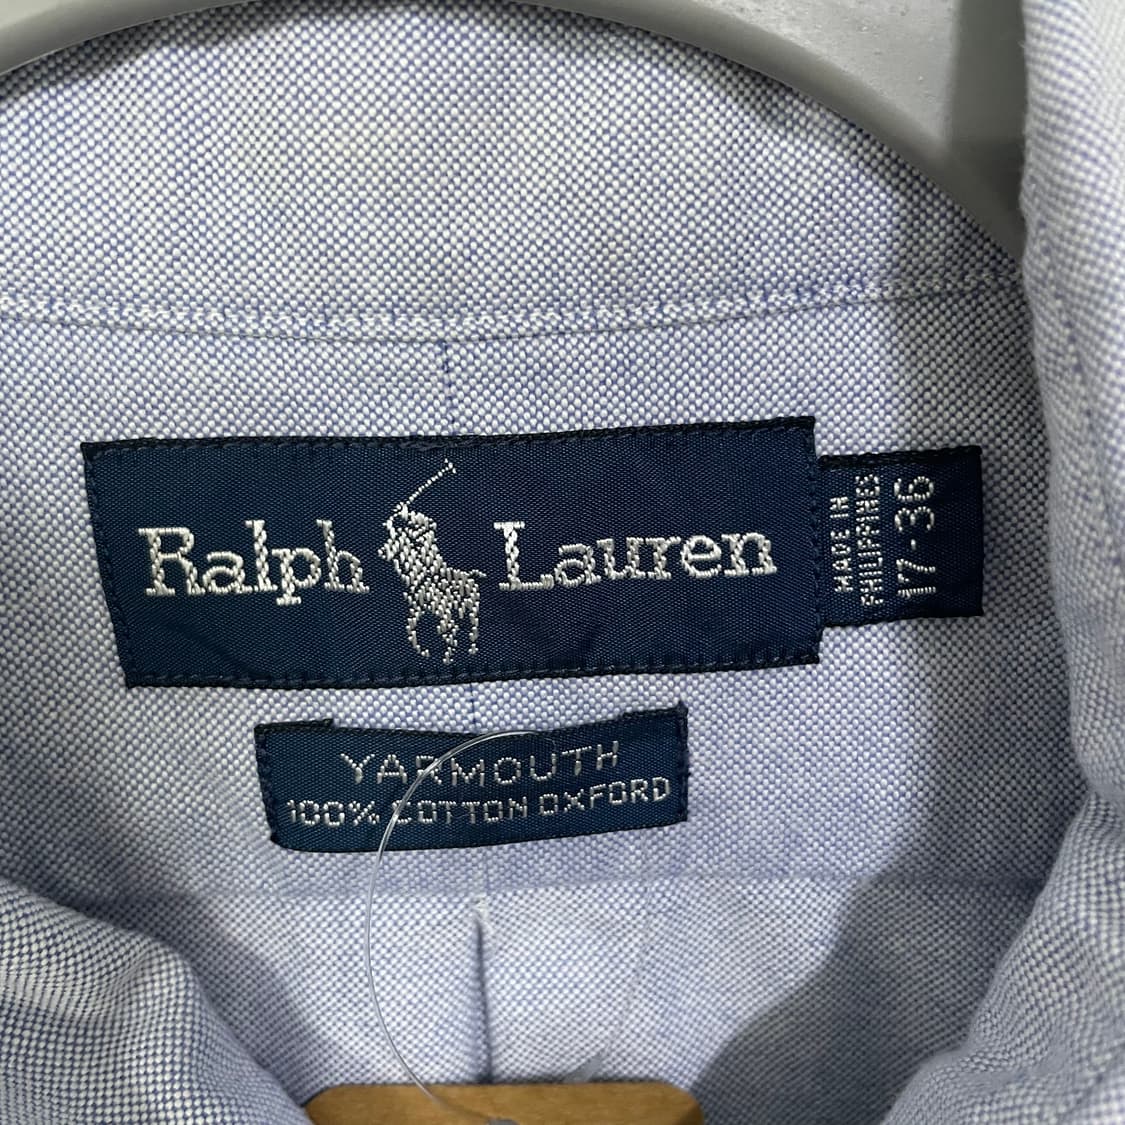 Ralph Lauren
MADE IN
PHILIPPINES
17-36
YARMOUTH
100% COTTON OXFORD